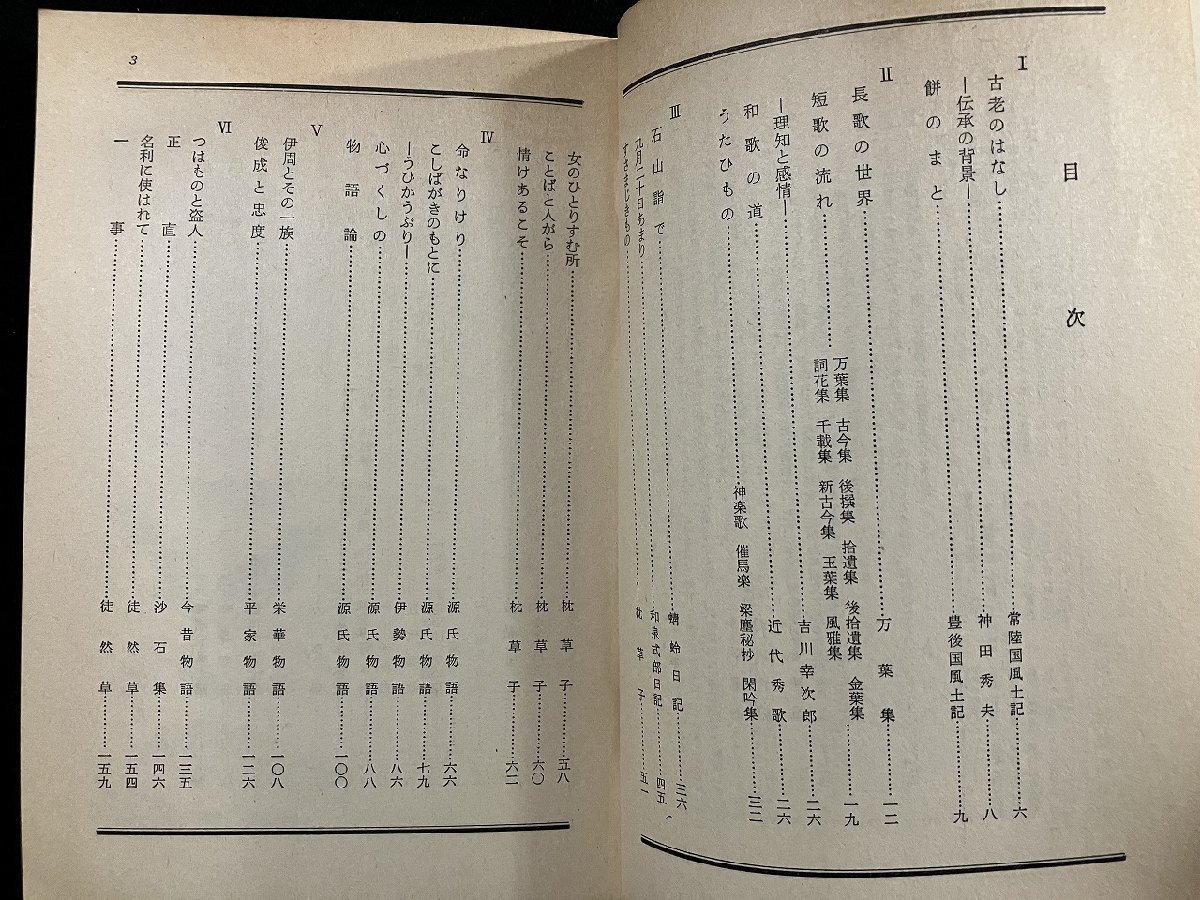 目次
Ⅰ
古老のはなし……常陸国風土記……六
―伝承の背景―……神田秀夫……八
餅のまと……豊後国風土記……九
Ⅱ
長歌の世界……万葉集……一二
短歌の流れ……万葉集 古今集 後撰集 拾遺集 後拾遺集 金葉集……一九
詞花集 千載集 新古今集 玉葉集 風雅集
―理知と感情―……吉川幸次郎……二六
和歌の道……近代秀歌……二六
うたひもの……神楽歌 催馬楽 梁塵秘抄 閑吟集……三二
Ⅲ
石山詣で……蜻蛉日記……三六
九月二十日あまり……和泉式部日記……四五
すさまじきもの……枕草子……五一
3
女のひとりすむ所……枕草子……五八
ことばと人がら……枕草子……六〇
情けあるこそ……枕草子……六二
Ⅳ
命なりけり……源氏物語……六六
こしばがきのもとに……源氏物語……七九
―うひかうぶり―……伊勢物語……八六
心づくしの……源氏物語……八八
物語論……源氏物語……一〇〇
Ⅴ
伊周とその一族……栄華物語……一〇八
俊成と忠度……平家物語……一二六
Ⅵ
つはものと盗人……今昔物語……一三五
正直……沙石集……一四六
名利に使はれて……徒然草……一五四
一事……徒然草……一五九